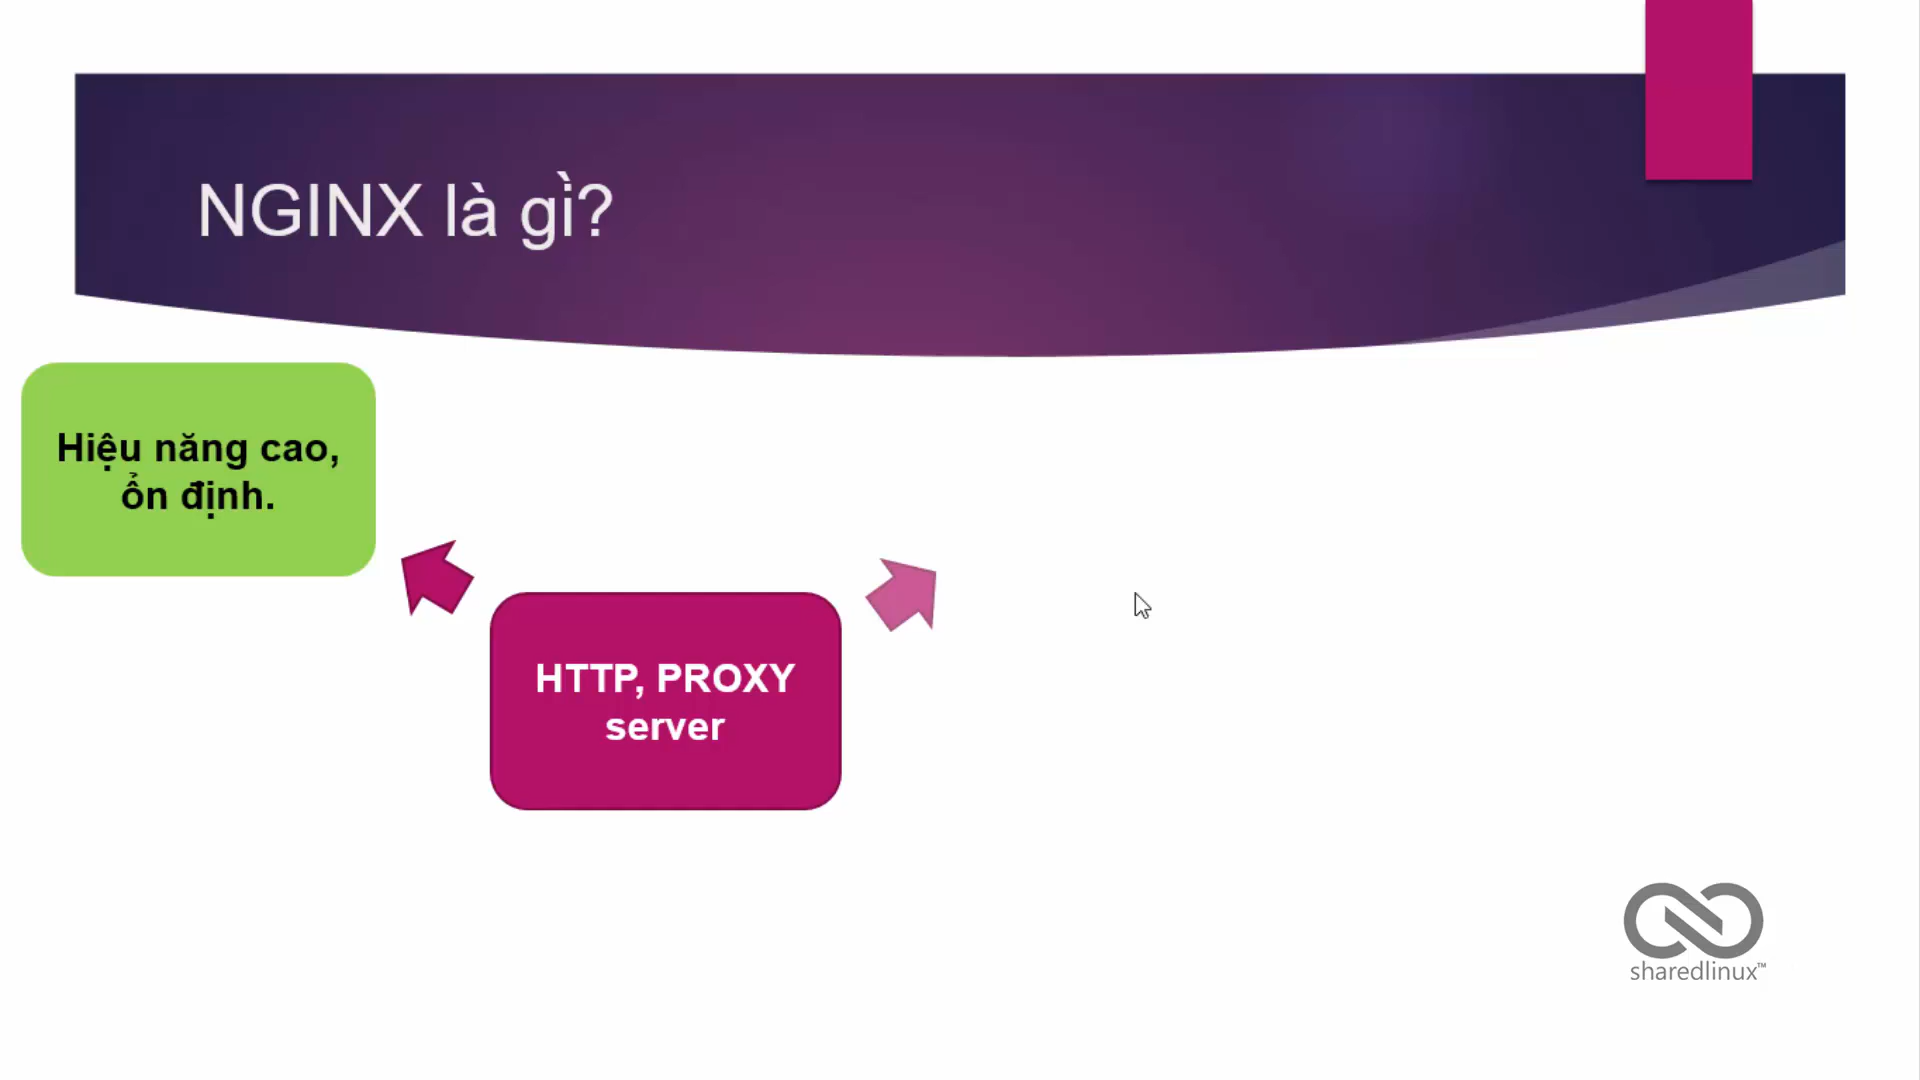 NGINX là gì?
Hiệu năng cao,
ổn định.
HTTP, PROXY
server
sharedlinux™